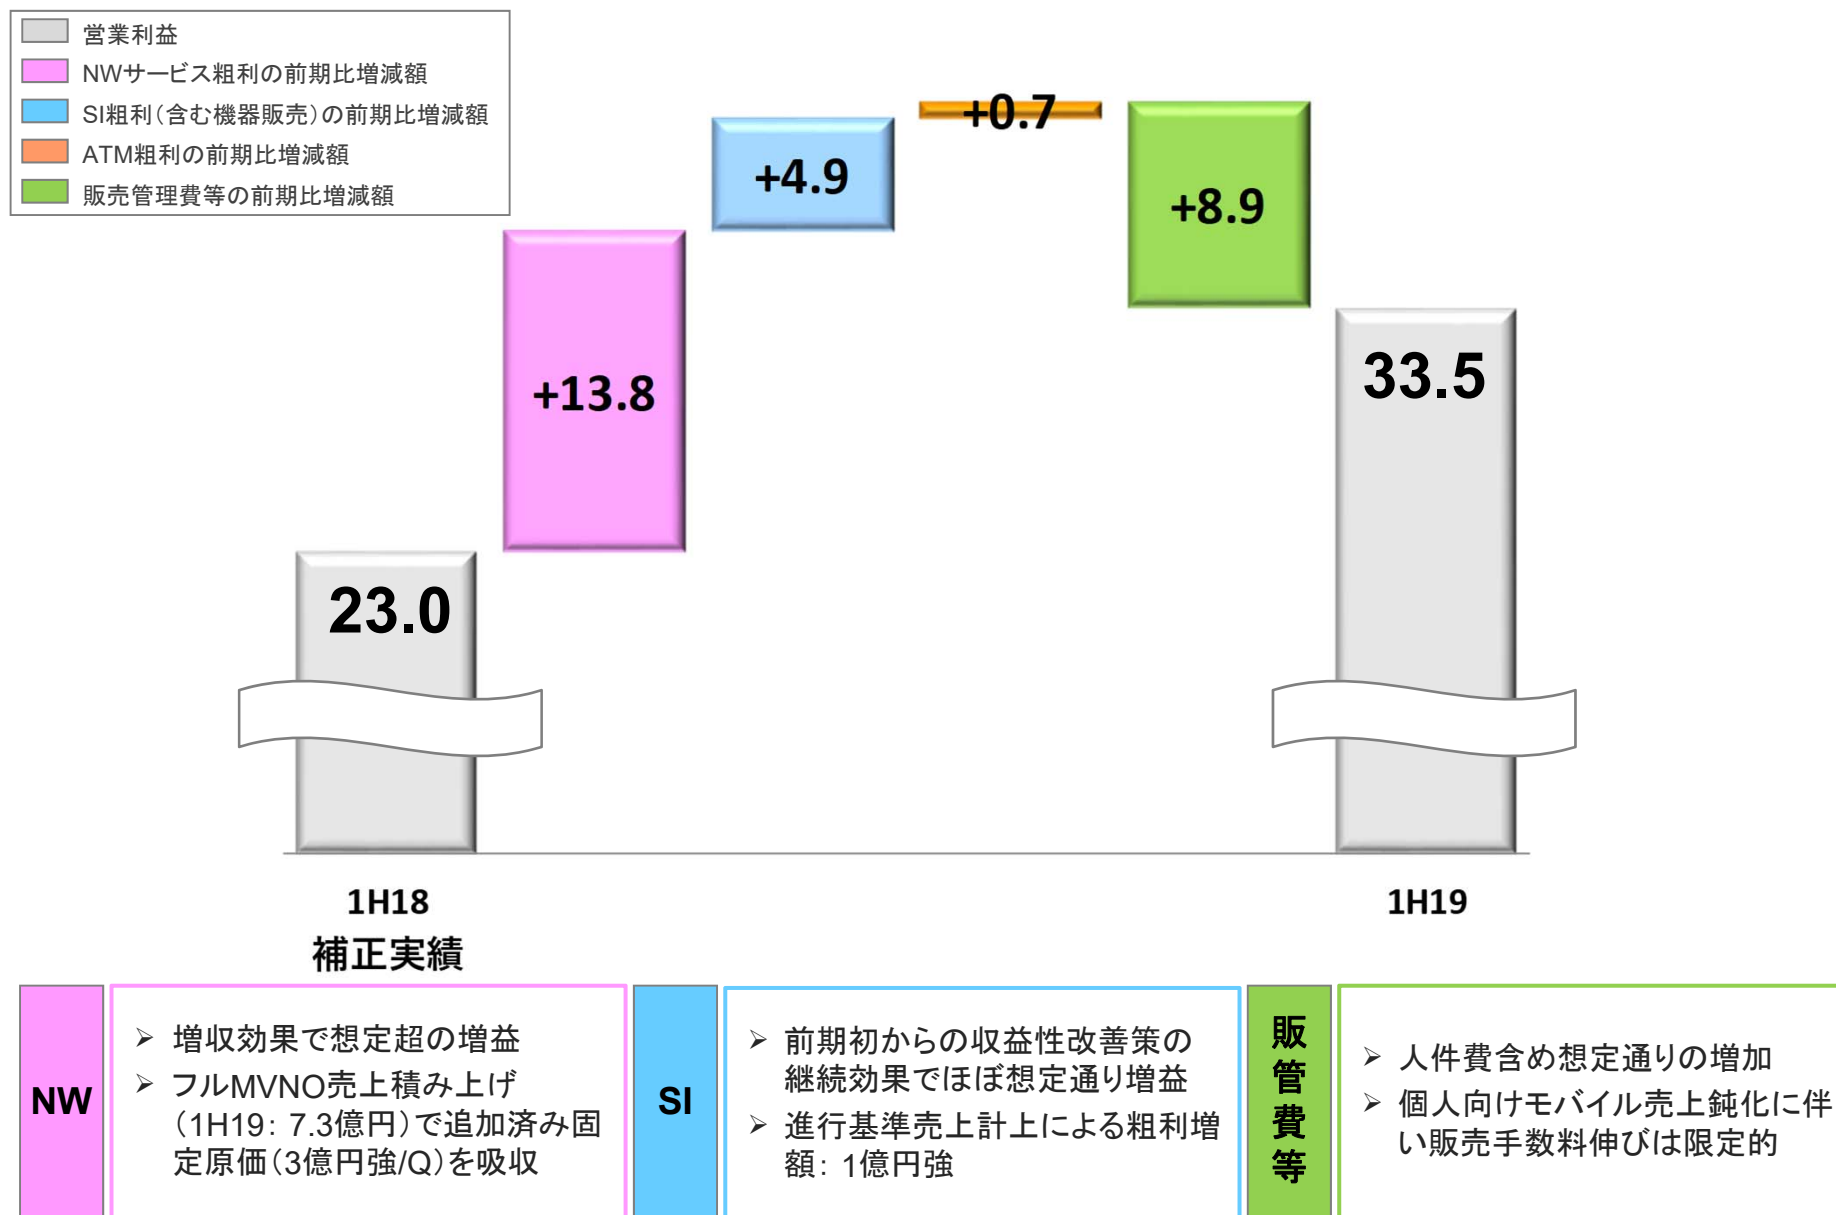 営業利益
NWサービス粗利の前期比増減額
SI粗利(含む機器販売)の前期比増減額
ATM粗利の前期比増減額
販売管理費等の前期比増減額
+0.7
+4.9
+8.9
+13.8
33.5
23.0
1H18
補正実績
1H19
NW
➢ 増収効果で想定超の増益
➢ フルMVNO売上積み上げ
(1H19: 7.3億円)で追加済み固
定原価(3億円強/Q)を吸収
SI
➢ 前期初からの収益性改善策の
継続効果でほぼ想定通り増益
➢ 進行基準売上計上による粗利増
額: 1億円強
販管費等
➢ 人件費含め想定通りの増加
➢ 個人向けモバイル売上鈍化に伴
い販売手数料伸びは限定的